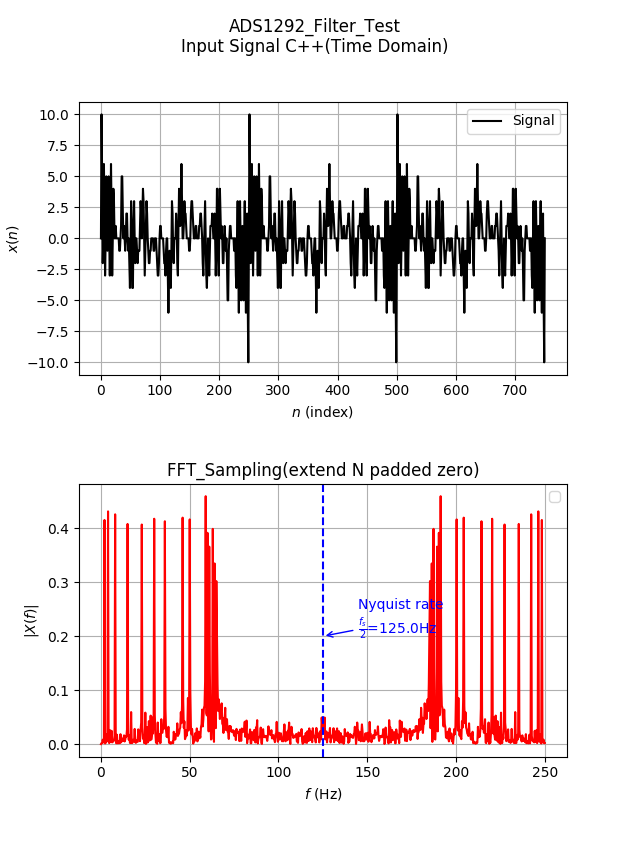 ADS1292_Filter_Test
Input Signal C++(Time Domain)
10.0
7.5
5.0
2.5
0.0
−2.5
−5.0
−7.5
−10.0
x(n)
Signal
0 100 200 300 400 500 600 700
n (index)
FFT_Sampling(extend N padded zero)
0.4
0.3
0.2
0.1
0.0
|X(f)|
Nyquist rate
fs/2=125.0Hz
0 50 100 150 200 250
f (Hz)